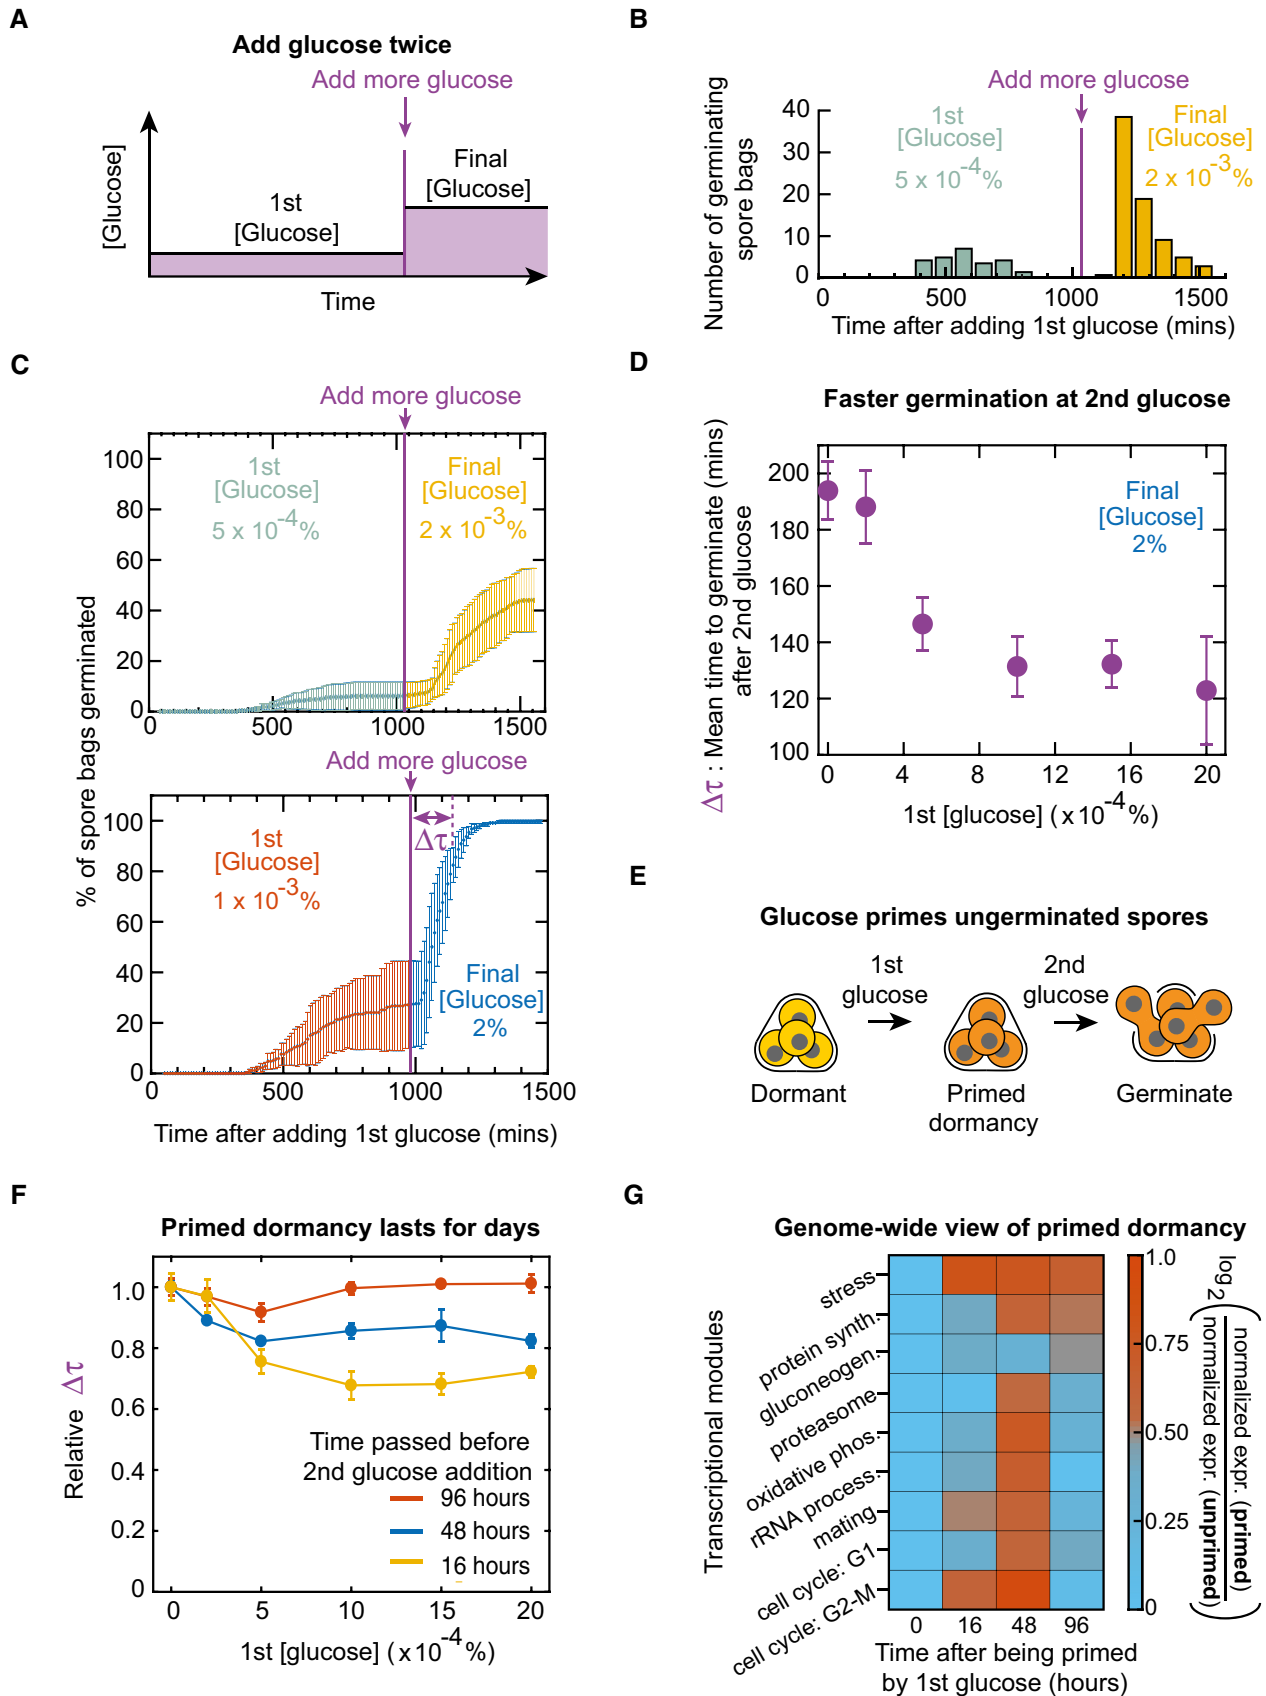 A
Add glucose twice
Add more glucose
[Glucose]
1st
[Glucose]
Final
[Glucose]
Time
B
Add more glucose
Number of germinating
spore bags
40
30
20
10
0
1st
[Glucose]
5 x 10-4%
Final
[Glucose]
2 x 10-3%
0 500 1000 1500
Time after adding 1st glucose (mins)
C
Add more glucose
% of spore bags germinated
100
80
60
40
20
0
1st
[Glucose]
5 x 10-4%
Final
[Glucose]
2 x 10-3%
500 1000 1500
Add more glucose
Δτ
100
80
60
40
20
0
1st
[Glucose]
1 x 10-3%
Final
[Glucose]
2%
0 500 1000 1500
Time after adding 1st glucose (mins)
D
Faster germination at 2nd glucose
Δτ : Mean time to germinate (mins)
after 2nd glucose
200
180
160
140
120
100
Final
[Glucose]
2%
0 4 8 12 16 20
1st [glucose] (x10-4%)
E
Glucose primes ungerminated spores
1st
glucose
2nd
glucose
Dormant
Primed
dormancy
Germinate
F
Primed dormancy lasts for days
Relative Δτ
1.0
0.8
0.6
0.4
0.2
0
Time passed before
2nd glucose addition
96 hours
48 hours
16 hours
0 5 10 15 20
1st [glucose] (x10-4%)
G
Genome-wide view of primed dormancy
Transcriptional modules
stress
protein synth.
gluconeogen.
proteasome
oxidative phos.
rRNA process.
mating
cell cycle: G1
cell cycle: G2-M
0 16 48 96
Time after being primed
by 1st glucose (hours)
1.0
0.75
0.50
0.25
0
log2
(normalized expr. (primed)
normalized expr. (unprimed))